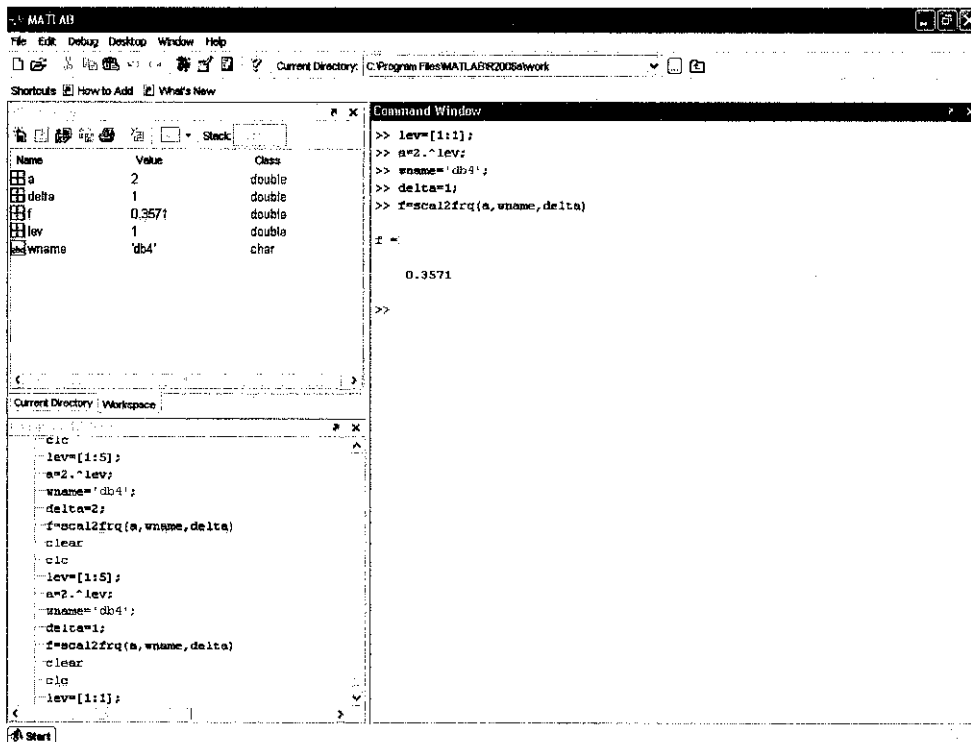 MATLAB
File Edit Debug Desktop Window Help
Current Directory: C:\Program Files\MATLAB\R2006a\work
Shortcuts How to Add What's New
Stack:
Name Value Class
a 2 double
delta 1 double
f 0.3571 double
lev 1 double
abc wname 'db4' char
Current Directory Workspace
clc
lev=[1:5];
a=2.^lev;
wname='db4';
delta=2;
f=scal2frq(a,wname,delta)
clear
clc
lev=[1:5];
a=2.^lev;
wname='db4';
delta=1;
f=scal2frq(a,wname,delta)
clear
clc
lev=[1:1];
Command Window
>> lev=[1:1];
>> a=2.^lev;
>> wname='db4';
>> delta=1;
>> f=scal2frq(a,wname,delta)
f =
0.3571
>>
Start